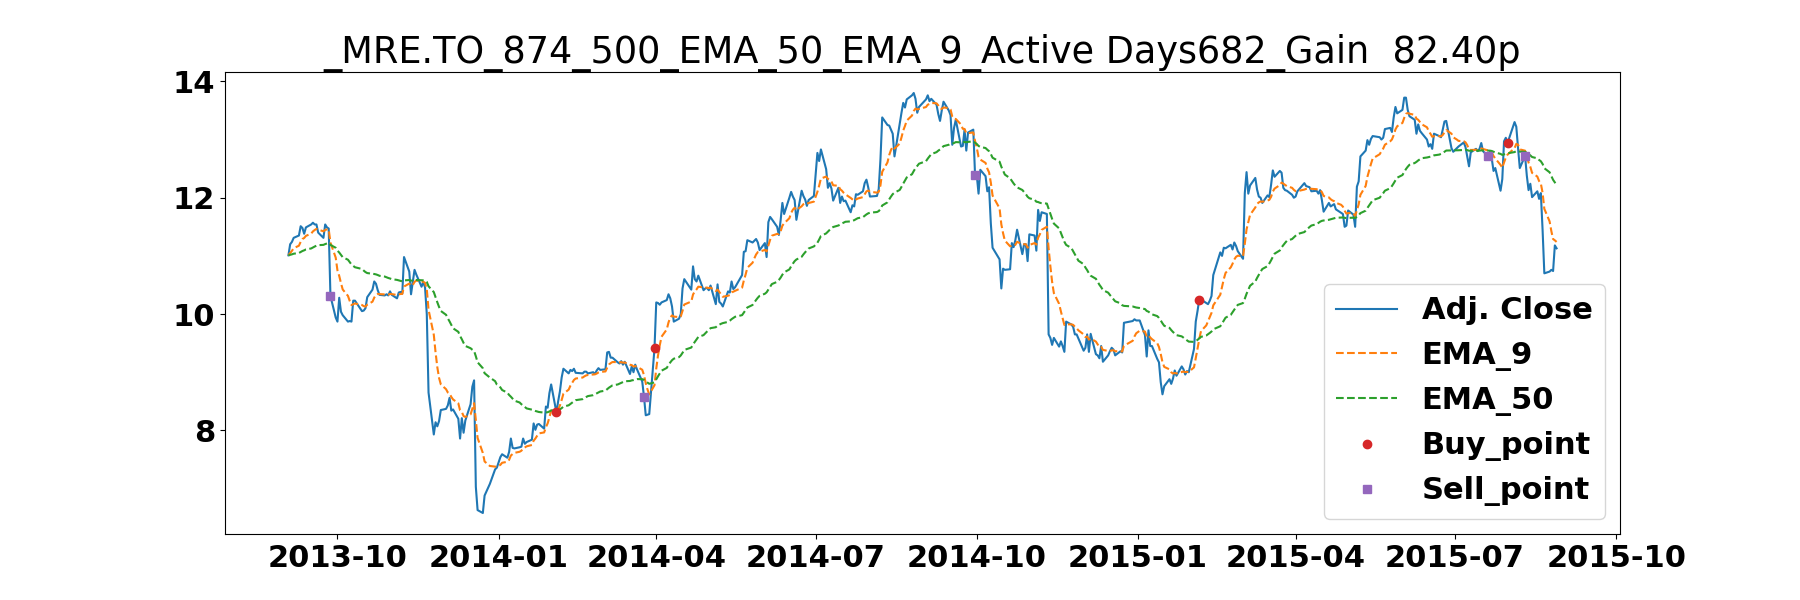 _MRE.TO_874_500_EMA_50_EMA_9_Active Days682_Gain  82.40p
14
12
10
8
Adj. Close
EMA_9
EMA_50
Buy_point
Sell_point
2013-10 2014-01 2014-04 2014-07 2014-10 2015-01 2015-04 2015-07 2015-10